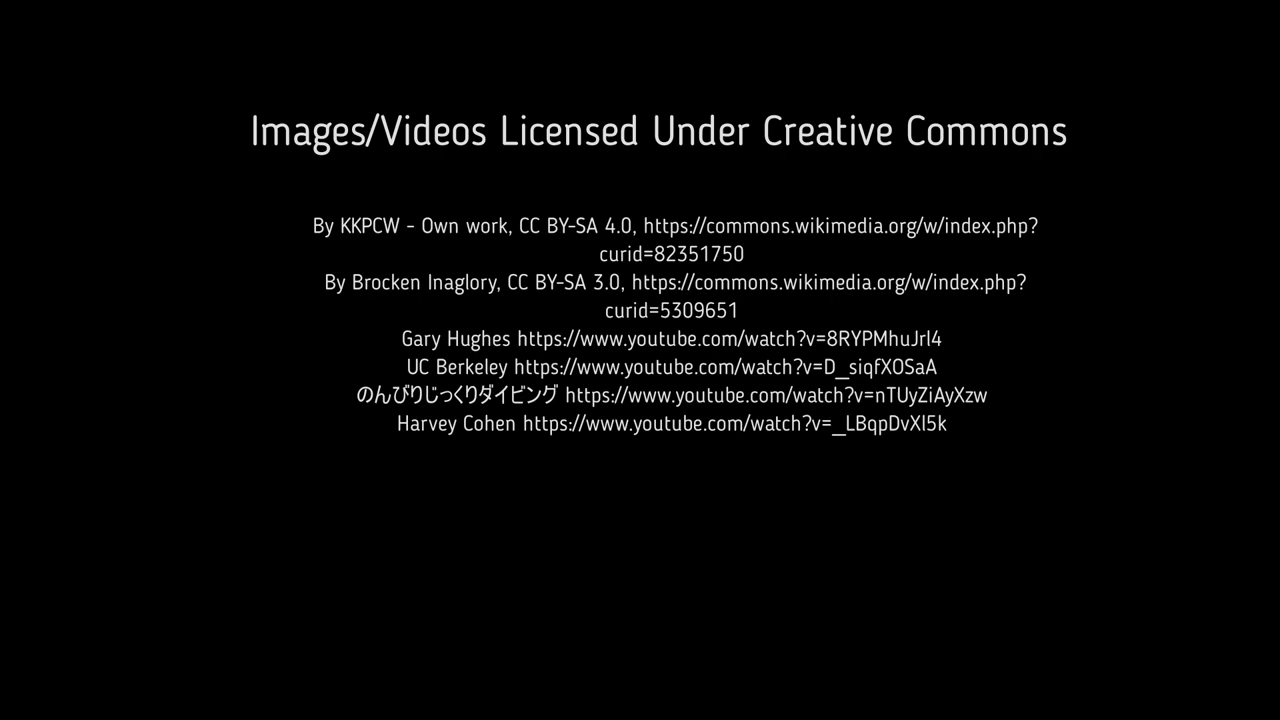 Images/Videos Licensed Under Creative Commons
By KKPCW - Own work, CC BY-SA 4.0, https://commons.wikimedia.org/w/index.php?
curid=82351750
By Brocken Inaglory, CC BY-SA 3.0, https://commons.wikimedia.org/w/index.php?
curid=5309651
Gary Hughes https://www.youtube.com/watch?v=8RYPMhuJrl4
UC Berkeley https://www.youtube.com/watch?v=D_siqfXOSaA
のんびりじっくりダイビング https://www.youtube.com/watch?v=nTUyZiAyXzw
Harvey Cohen https://www.youtube.com/watch?v=_LBqpDvXl5k